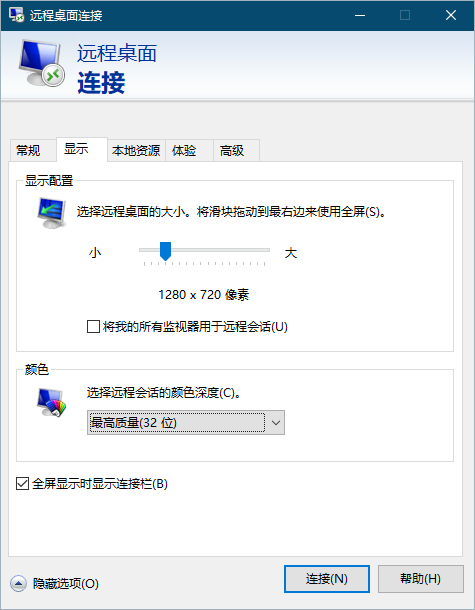 远程桌面连接
远程桌面
连接
常规 显示 本地资源 体验 高级
显示配置
选择远程桌面的大小。将滑块拖动到最右边来使用全屏(S)。
小 大
1280 x 720 像素
将我的所有监视器用于远程会话(U)
颜色
选择远程会话的颜色深度(C)。
最高质量(32 位)
全屏显示时显示连接栏(B)
隐藏选项(O) 连接(N) 帮助(H)